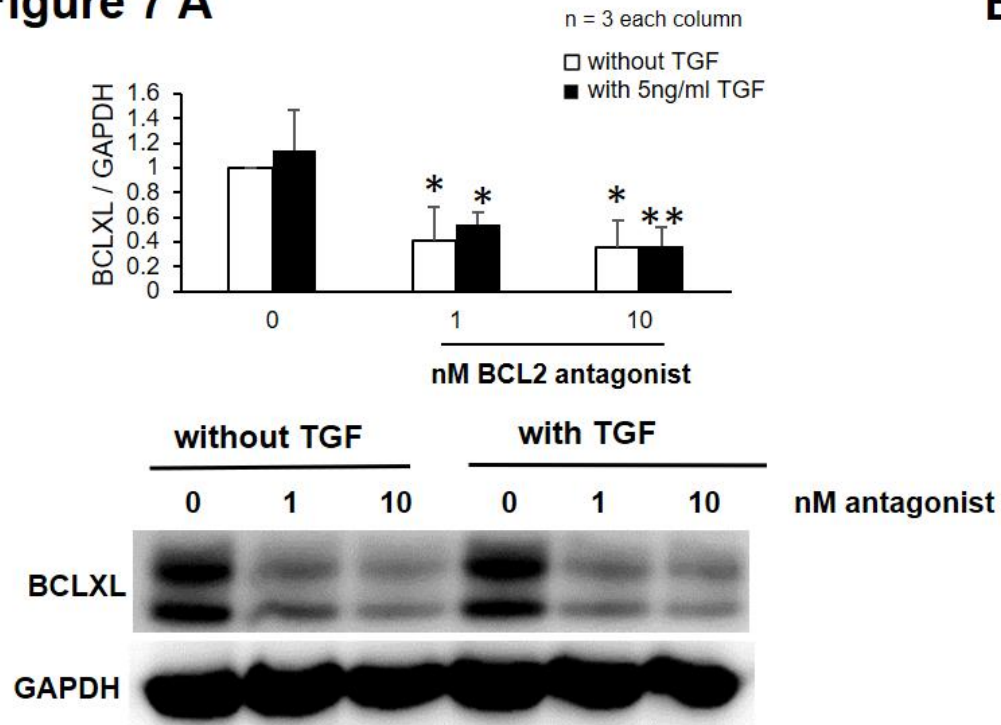 Figure 7 A
n = 3 each column
without TGF
with 5ng/ml TGF
BCLXL / GAPDH
1.6
1.4
1.2
1
0.8
0.6
0.4
0.2
0
* * * **
0 1 10
nM BCL2 antagonist
without TGF with TGF
0 1 10 0 1 10 nM antagonist
BCLXL
GAPDH